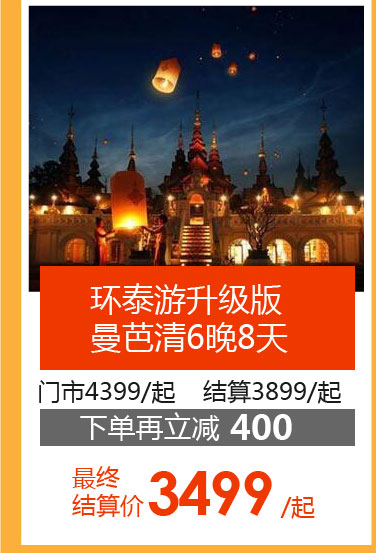 环泰游升级版
曼芭清6晚8天
门市4399/起 结算3899/起
下单再立减 400
最终
结算价 3499 /起